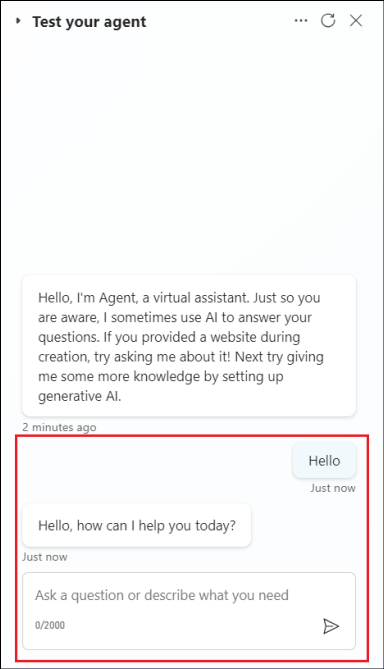 Test your agent
Hello, I'm Agent, a virtual assistant. Just so you
are aware, I sometimes use AI to answer your
questions. If you provided a website during
creation, try asking me about it! Next try giving
me some more knowledge by setting up
generative AI.
2 minutes ago
Hello
Just now
Hello, how can I help you today?
Just now
Ask a question or describe what you need
0/2000